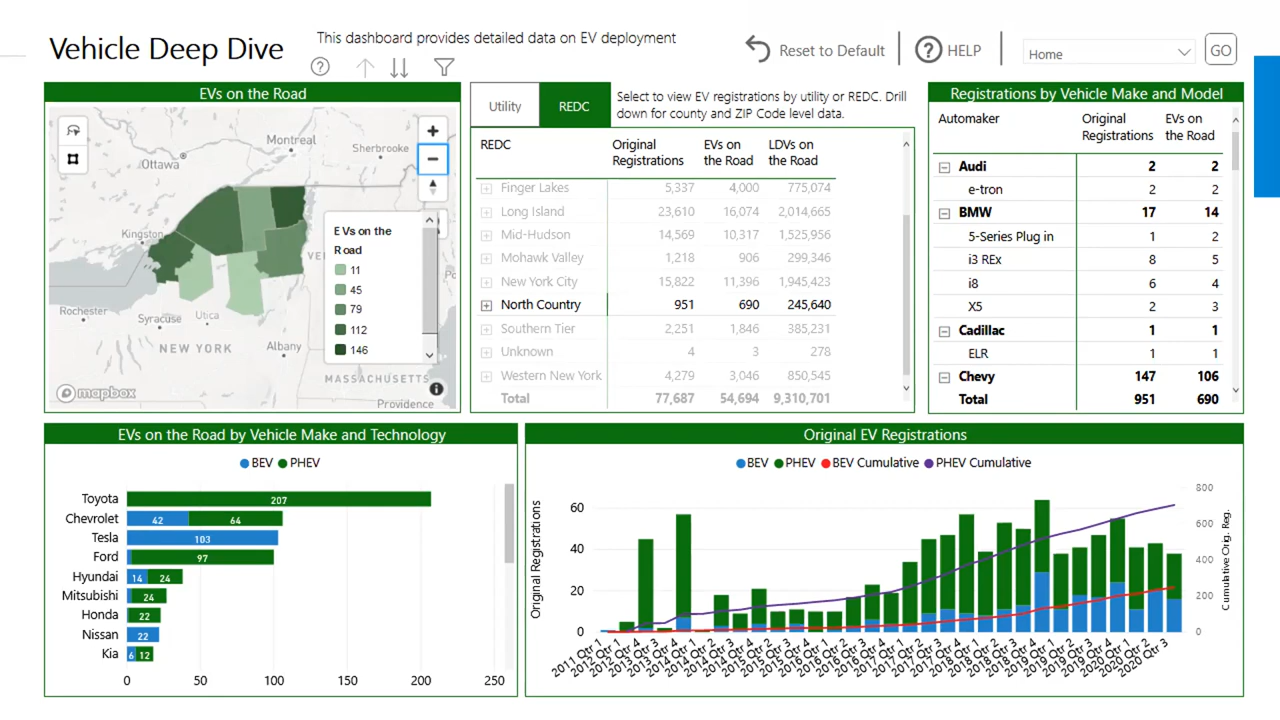 Vehicle Deep Dive
This dashboard provides detailed data on EV deployment
Reset to Default
HELP
Home
GO
EVs on the Road
Montreal
Ottawa
Sherbrooke
Kingston
Rochester
Syracuse
Utica
NEW YORK
Albany
MASSACHUSETTS
Providence
mapbox
EVs on the
Road
11
45
79
112
146
Utility
REDC
Select to view EV registrations by utility or REDC. Drill
down for county and ZIP Code level data.
REDC Original Registrations EVs on the Road LDVs on the Road
Finger Lakes 5,337 4,000 775,074
Long Island 23,610 16,074 2,014,665
Mid-Hudson 14,569 10,317 1,525,956
Mohawk Valley 1,218 906 299,346
New York City 15,822 11,396 1,945,423
North Country 951 690 245,640
Southern Tier 2,251 1,846 385,231
Unknown 4 3 278
Western New York 4,279 3,046 850,545
Total 77,687 54,694 9,310,701
Registrations by Vehicle Make and Model
Automaker Original Registrations EVs on the Road
Audi 2 2
e-tron 2 2
BMW 17 14
5-Series Plug in 1 2
i3 REx 8 5
i8 6 4
X5 2 3
Cadillac 1 1
ELR 1 1
Chevy 147 106
Total 951 690
EVs on the Road by Vehicle Make and Technology
BEV PHEV
Toyota 207
Chevrolet 42 64
Tesla 103
Ford 97
Hyundai 14 24
Mitsubishi 24
Honda 22
Nissan 22
Kia 6 12
0 50 100 150 200 250
Original EV Registrations
BEV PHEV BEV Cumulative PHEV Cumulative
Original Registrations
60
40
20
0
800
600
400
200
0
Cumulative Orig. Reg.
2011 Qtr 1
2012 Qtr 4
2013 Qtr 3
2014 Qtr 2
2014 Qtr 4
2015 Qtr 2
2015 Qtr 3
2016 Qtr 1
2016 Qtr 2
2016 Qtr 4
2017 Qtr 1
2017 Qtr 2
2017 Qtr 3
2017 Qtr 4
2018 Qtr 1
2018 Qtr 2
2018 Qtr 3
2018 Qtr 4
2019 Qtr 1
2019 Qtr 2
2019 Qtr 3
2019 Qtr 4
2020 Qtr 1
2020 Qtr 2
2020 Qtr 3